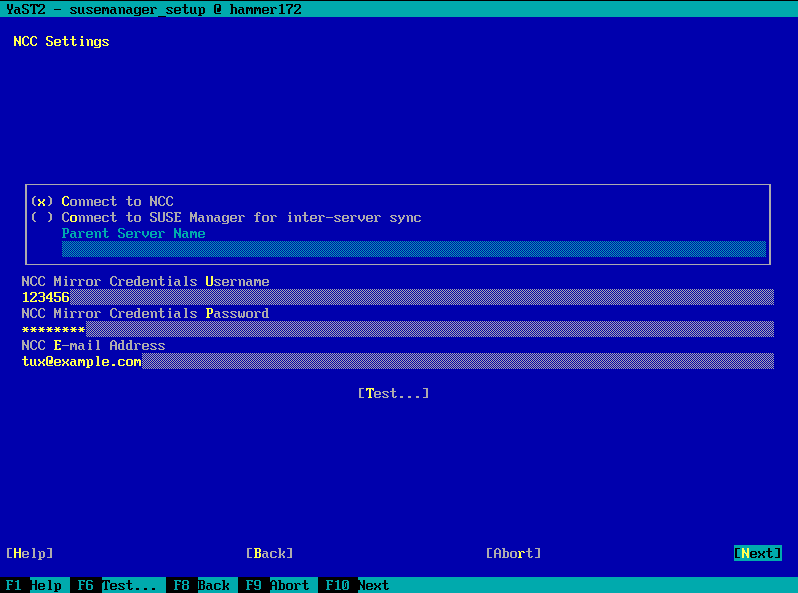 YaST2 - susemanager_setup @ hammer172
NCC Settings
(x) Connect to NCC
( ) Connect to SUSE Manager for inter-server sync
Parent Server Name
NCC Mirror Credentials Username
123456
NCC Mirror Credentials Password
********
NCC E-mail Address
tux@example.com
[Test...]
[Help] [Back] [Abort] [Next]
F1 Help F6 Test... F8 Back F9 Abort F10 Next